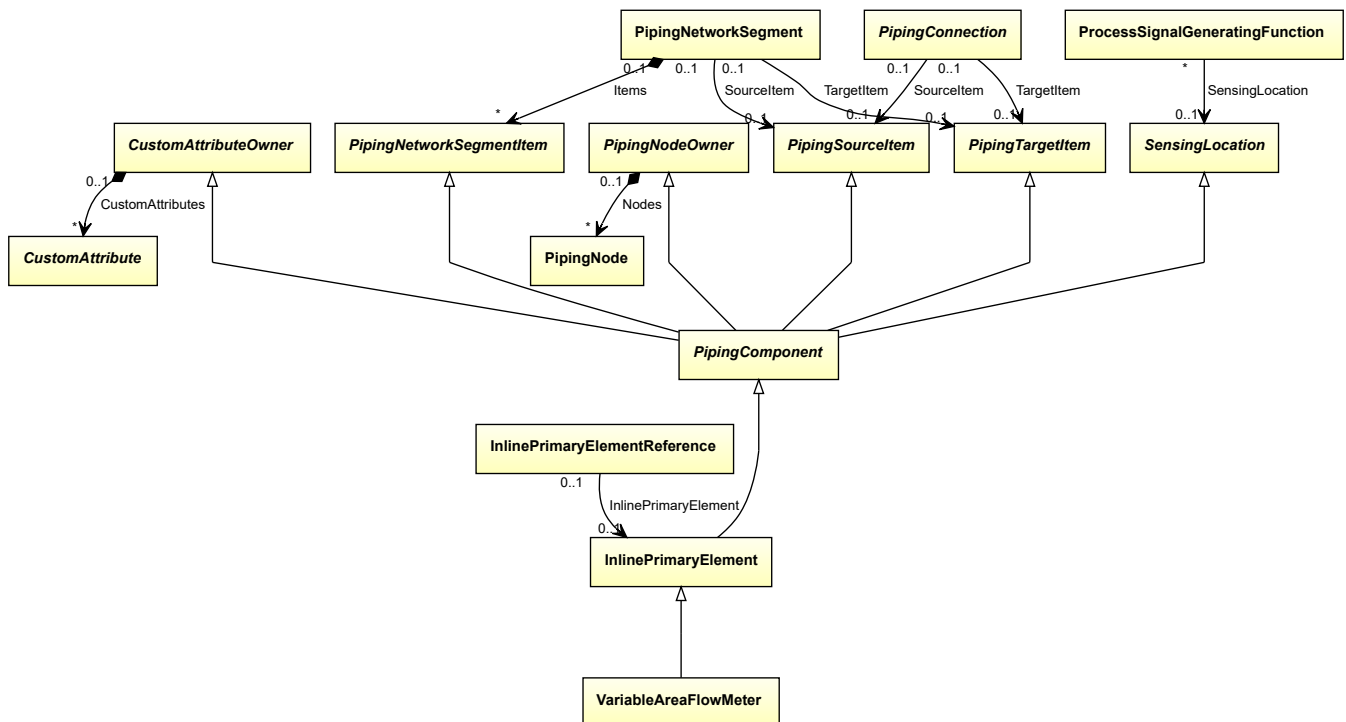 PipingNetworkSegment
PipingConnection
ProcessSignalGeneratingFunction
0..1
0..1
0..1
0..1
0..1
*
Items
SourceItem
TargetItem
SourceItem
TargetItem
SensingLocation
*
0..1
0..1
0..1
0..1
0..1
CustomAttributeOwner
PipingNetworkSegmentItem
PipingNodeOwner
PipingSourceItem
PipingTargetItem
SensingLocation
0..1
CustomAttributes
*
0..1
Nodes
*
CustomAttribute
PipingNode
PipingComponent
InlinePrimaryElementReference
0..1
InlinePrimaryElement
0..1
InlinePrimaryElement
VariableAreaFlowMeter